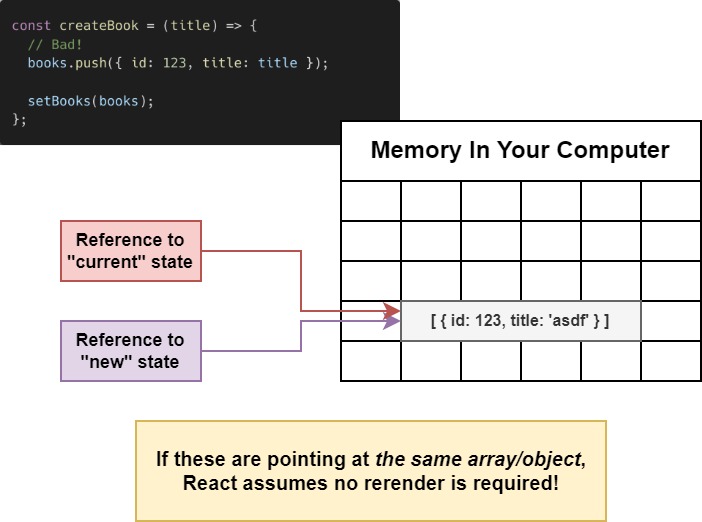 const createBook = (title) => {
// Bad!
books.push({ id: 123, title: title });
setBooks(books);
};
Memory In Your Computer
Reference to
"current" state
[ { id: 123, title: 'asdf' } ]
Reference to
"new" state
If these are pointing at the same array/object,
React assumes no rerender is required!